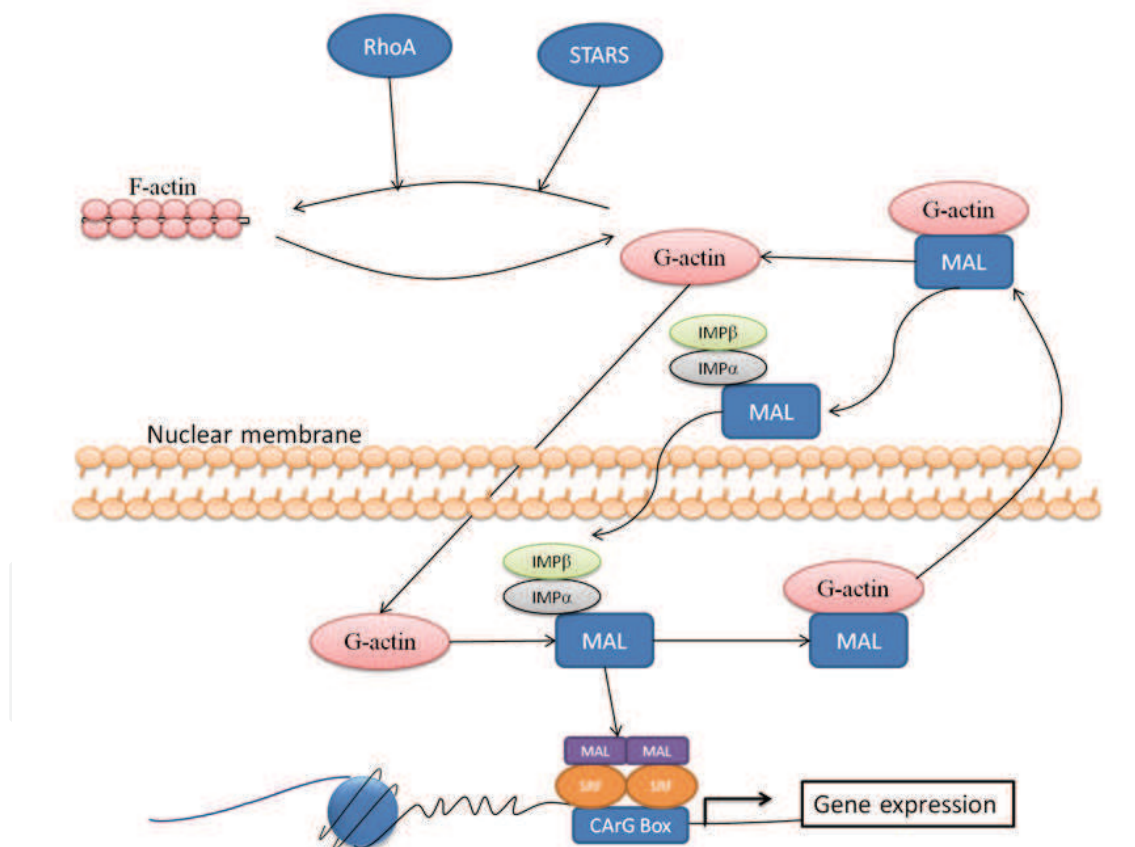 RhoA
STARS
F-actin
G-actin
G-actin
MAL
IMPβ
IMPα
MAL
Nuclear membrane
IMPβ
IMPα
G-actin
G-actin
MAL
MAL
MAL MAL
SRF SRF
CArG Box
Gene expression